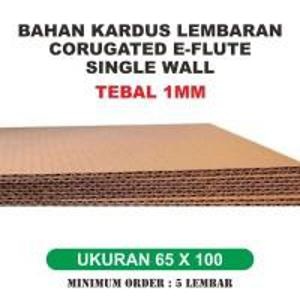 BAHAN KARDUS LEMBARAN
CORUGATED E-FLUTE
SINGLE WALL
TEBAL 1MM
UKURAN 65 X 100
MINIMUM ORDER : 5 LEMBAR